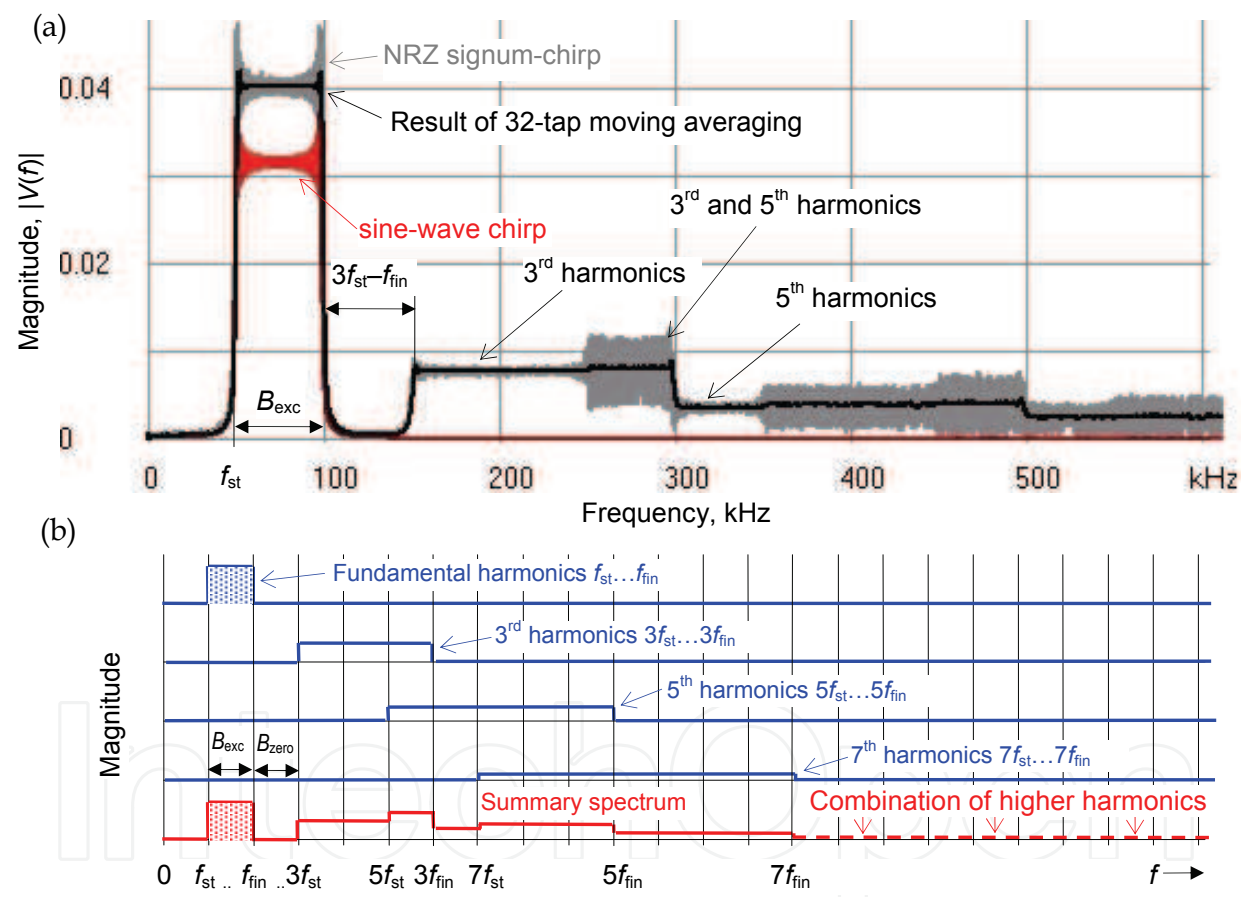 (a)
NRZ signum-chirp
0.04
Result of 32-tap moving averaging
Magnitude, |V(f)|
3rd and 5th harmonics
sine-wave chirp
0.02
3fst–ffin
3rd harmonics
5th harmonics
Bexc
0
0
fst
100
200
300
400
500
kHz
Frequency, kHz
(b)
Fundamental harmonics fst…ffin
3rd harmonics 3fst…3ffin
5th harmonics 5fst…5ffin
Magnitude
Bexc
Bzero
7th harmonics 7fst…7ffin
Summary spectrum
Combination of higher harmonics
0
fst ..
ffin ..
3fst
5fst
3ffin
7fst
5ffin
7ffin
f
IntechOpen